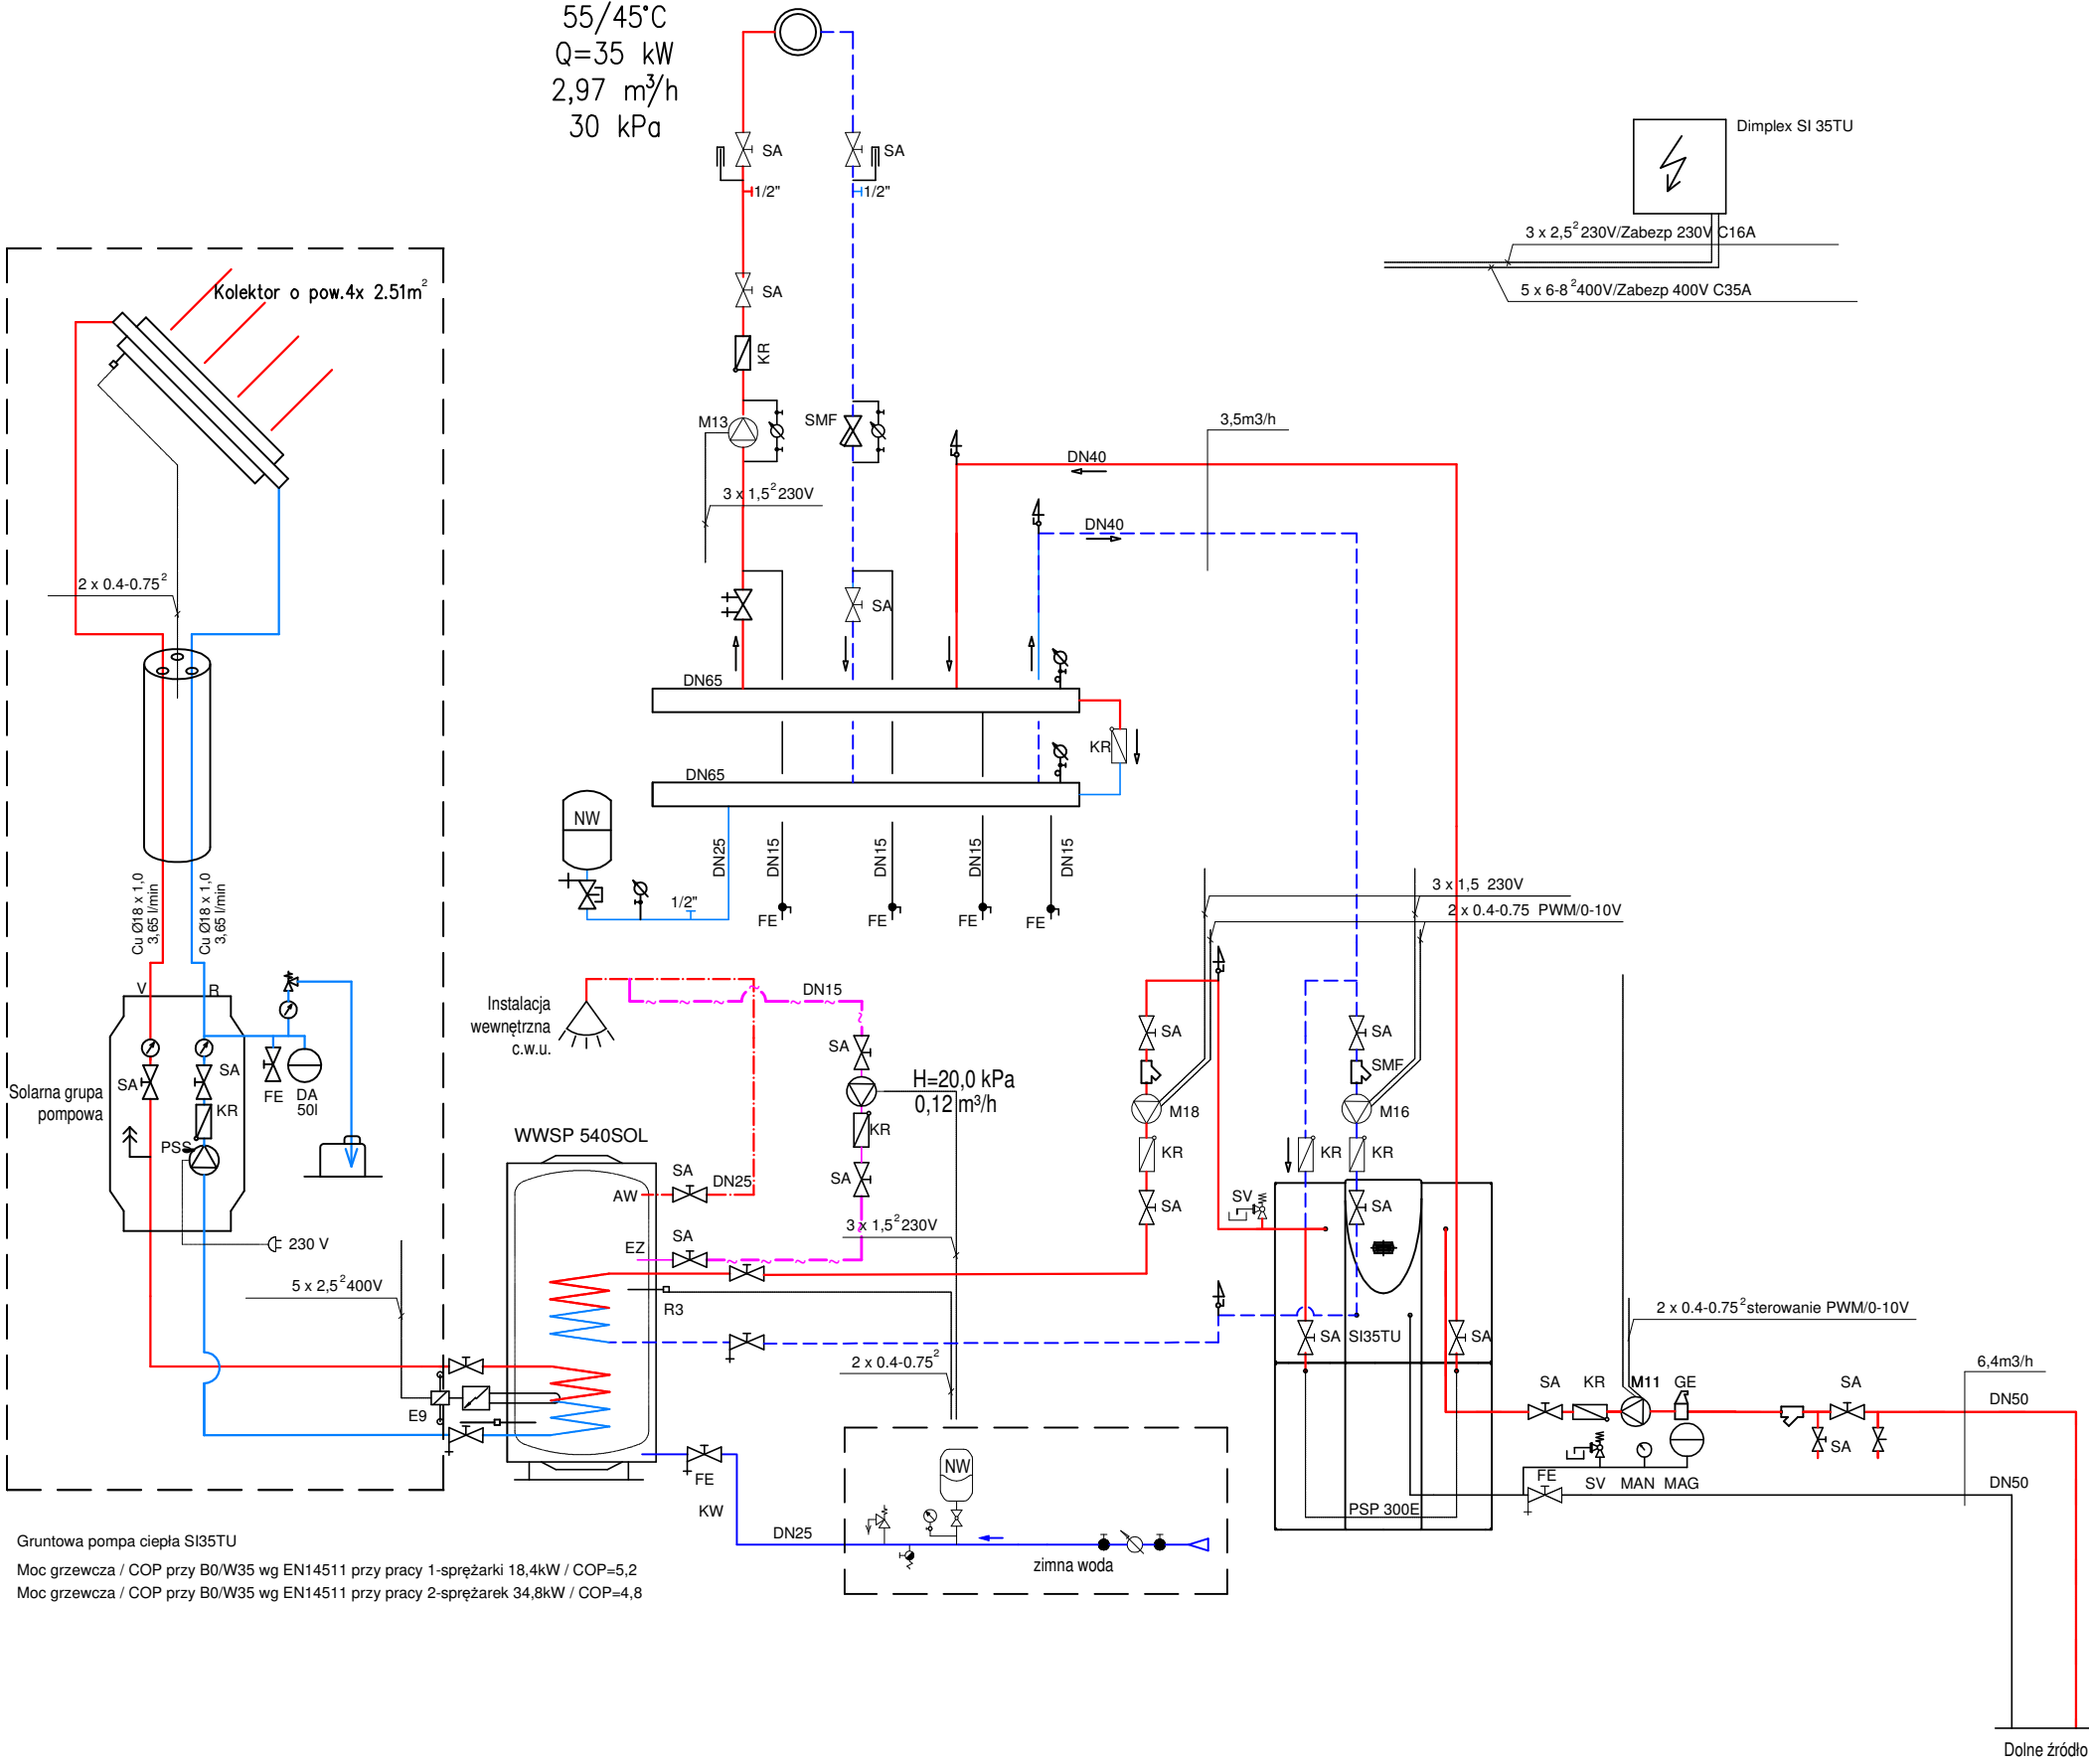 55/45°C
Q=35 kW
2,97 m³/h
30 kPa
SA
SA
1/2"
1/2"
Dimplex SI 35TU
3 x 2,5² 230V/Zabezp 230V C16A
5 x 6-8² 400V/Zabezp 400V C35A
Kolektor o pow.4x 2.51m²
SA
KR
M13
SMF
3 x 1,5² 230V
3,5m3/h
DN40
DN40
2 x 0.4-0.75²
SA
DN65
KR
DN65
NW
DN25
DN15
DN15
DN15
DN15
1/2"
FE
FE
FE
FE
3 x 1,5 230V
2 x 0.4-0.75 PWM/0-10V
Cu Ø18 x 1,0
3,65 l/min
Cu Ø18 x 1,0
3,65 l/min
V
R
SA
SA
KR
PSS
FE
DA
50l
Solarna grupa
pompowa
230 V
Instalacja
wewnętrzna
c.w.u.
DN15
SA
H=20,0 kPa
0,12 m³/h
KR
SA
WWSP 540SOL
SA
AW
DN25
SA
EZ
3 x 1,5² 230V
R3
5 x 2,5² 400V
2 x 0.4-0.75²
E9
SA
M18
KR
SA
SA
SMF
M16
KR
KR
SA
SV
SA
SI35TU
SA
PSP 300E
2 x 0.4-0.75² sterowanie PWM/0-10V
6,4m3/h
SA
KR
M11
GE
SA
DN50
SA
FE
SV
MAN
MAG
DN50
FE
KW
DN25
NW
zimna woda
Gruntowa pompa ciepła SI35TU
Moc grzewcza / COP przy B0/W35 wg EN14511 przy pracy 1-sprężarki 18,4kW / COP=5,2
Moc grzewcza / COP przy B0/W35 wg EN14511 przy pracy 2-sprężarek 34,8kW / COP=4,8
Dolne źródło